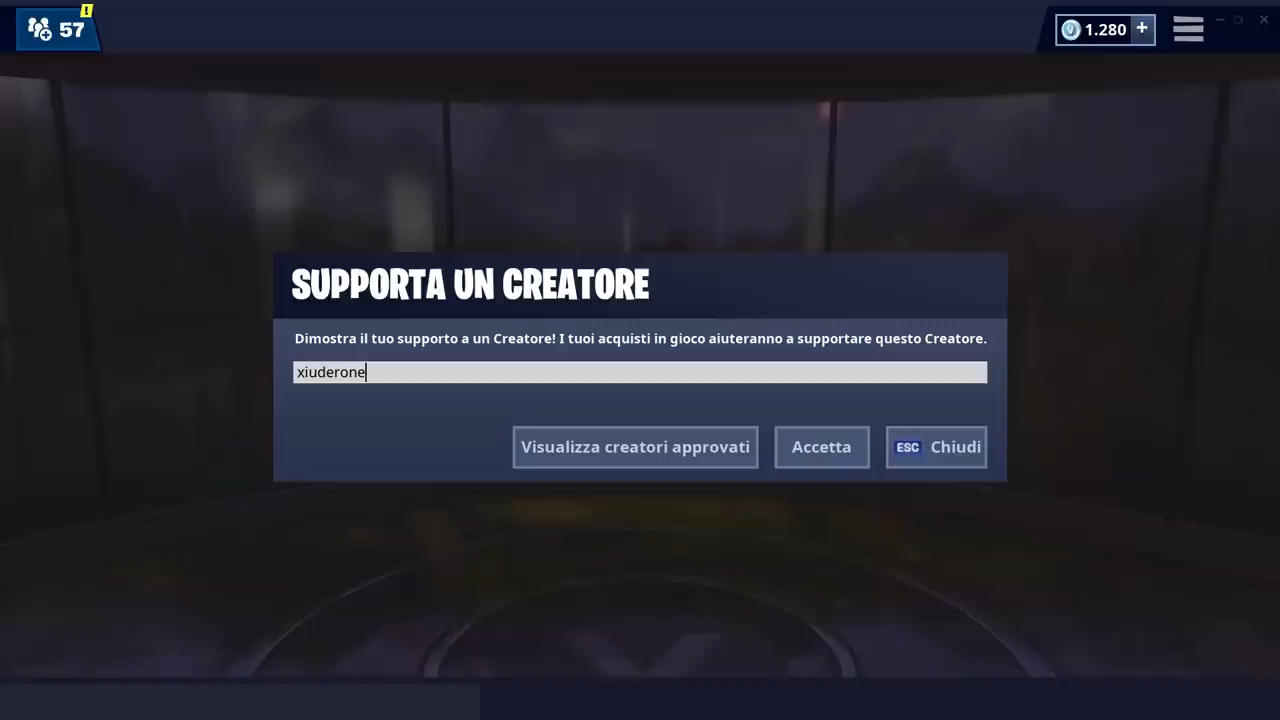 57
!
1.280 +
SUPPORTA UN CREATORE
Dimostra il tuo supporto a un Creatore! I tuoi acquisti in gioco aiuteranno a supportare questo Creatore.
xiuderone
Visualizza creatori approvati
Accetta
ESC Chiudi